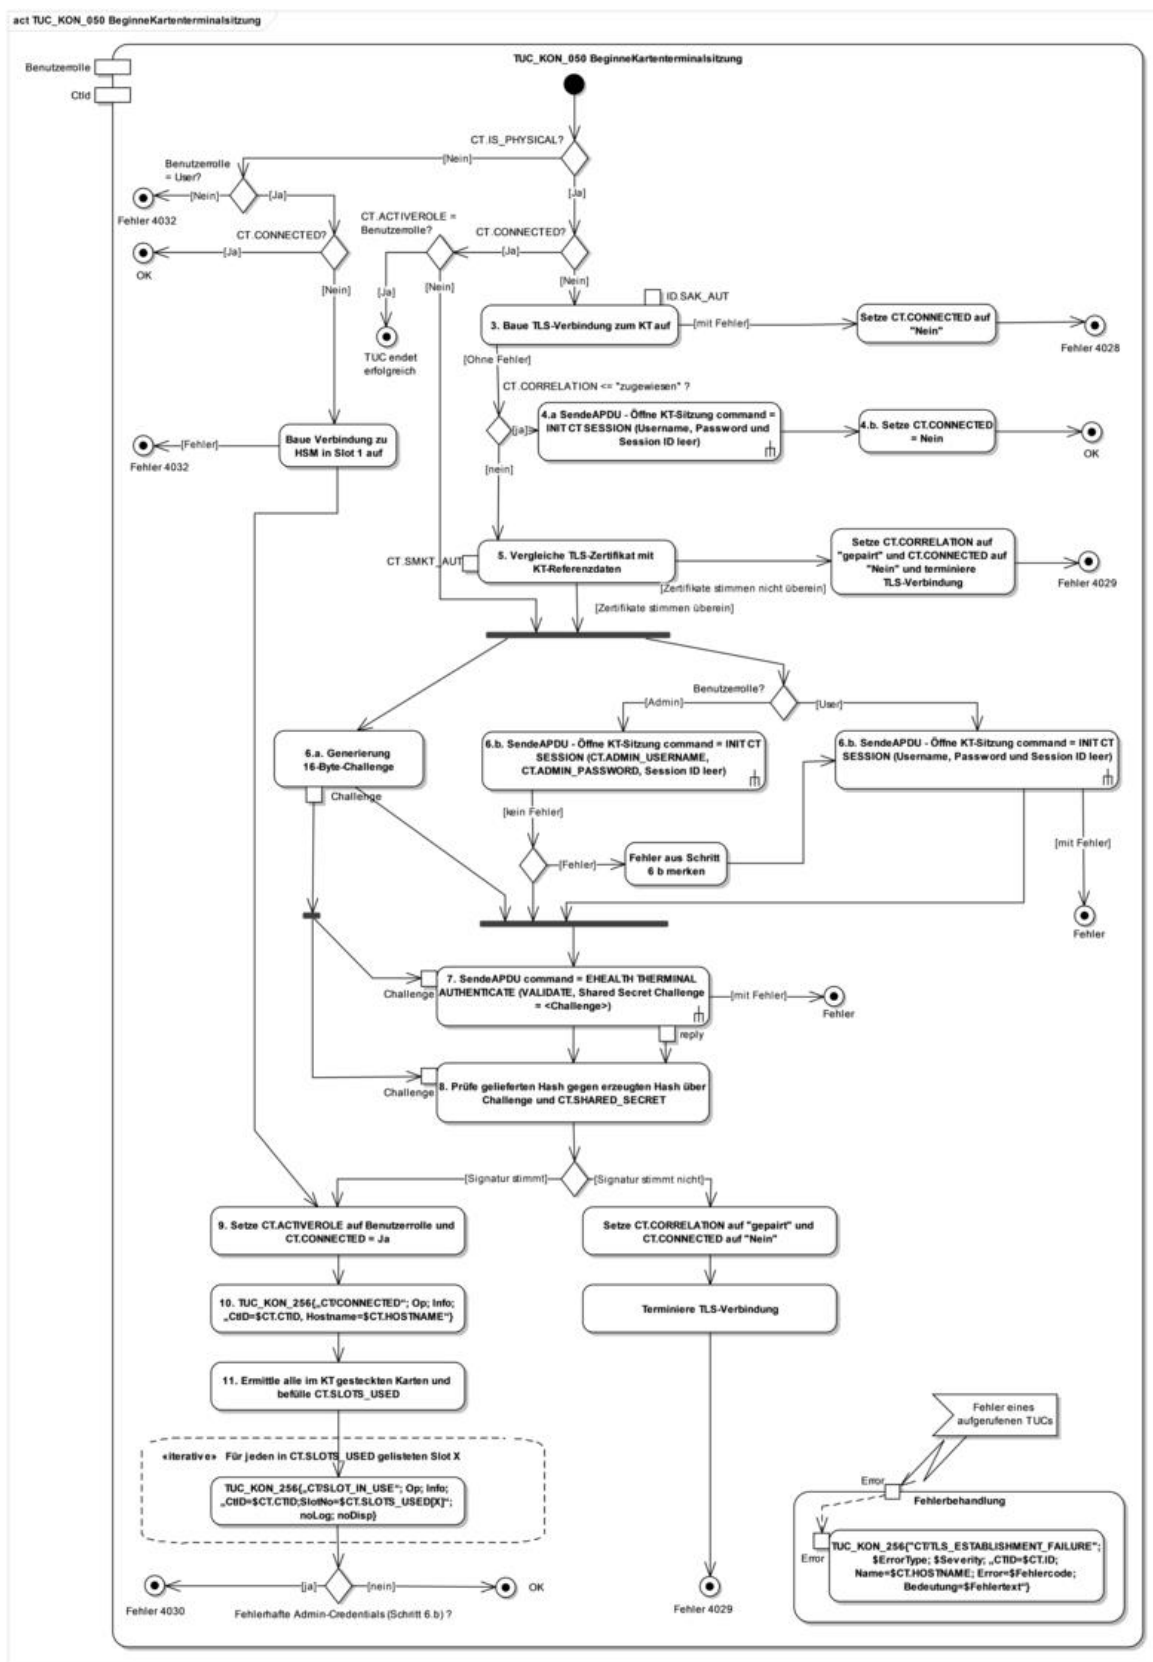 act TUC_KON_050 BeginneKartenterminalsitzung
TUC_KON_050 BeginneKartenterminalsitzung
Benutzerrolle
CtId
CT.IS_PHYSICAL?
[Nein]
[Ja]
Benutzerrolle
= User?
[Nein]
[Ja]
Fehler 4032
CT.CONNECTED?
[Ja]
OK
[Nein]
CT.ACTIVEROLE =
Benutzerrolle?
CT.CONNECTED?
[Ja]
[Nein]
[Ja]
[Nein]
TUC endet
erfolgreich
ID.SAK_AUT
3. Baue TLS-Verbindung zum KT auf
[mit Fehler]
Setze CT.CONNECTED auf
"Nein"
Fehler 4028
[Ohne Fehler]
CT.CORRELATION <= "zugewiesen" ?
[ja]
4.a SendeAPDU - Öffne KT-Sitzung command =
INIT CT SESSION (Username, Password und
Session ID leer)
4.b. Setze CT.CONNECTED
= Nein
OK
[nein]
Baue Verbindung zu
HSM in Slot 1 auf
[Fehler]
Fehler 4032
CT.SMKT_AUT
5. Vergleiche TLS-Zertifikat mit
KT-Referenzdaten
Setze CT.CORRELATION auf
"gepairt" und CT.CONNECTED auf
"Nein" und terminiere
TLS-Verbindung
Fehler 4029
[Zertifikate stimmen nicht überein]
[Zertifikate stimmen überein]
Benutzerrolle?
[Admin]
[User]
6.a. Generierung
16-Byte-Challenge
Challenge
6.b. SendeAPDU - Öffne KT-Sitzung command = INIT CT
SESSION (CT.ADMIN_USERNAME,
CT.ADMIN_PASSWORD, Session ID leer)
6.b. SendeAPDU - Öffne KT-Sitzung command = INIT CT
SESSION (Username, Password und Session ID leer)
[kein Fehler]
[Fehler]
Fehler aus Schritt
6 b merken
[mit Fehler]
Fehler
Challenge
7. SendeAPDU command = EHEALTH THERMINAL
AUTHENTICATE (VALIDATE, Shared Secret Challenge
= <Challenge>)
[mit Fehler]
Fehler
reply
Challenge
8. Prüfe gelieferten Hash gegen erzeugten Hash über
Challenge und CT.SHARED_SECRET
[Signatur stimmt]
[Signatur stimmt nicht]
9. Setze CT.ACTIVEROLE auf Benutzerrolle und
CT.CONNECTED = Ja
Setze CT.CORRELATION auf "gepairt" und
CT.CONNECTED auf "Nein"
10. TUC_KON_256{„CT/CONNECTED“; Op; Info;
„CtID=$CT.CTID, Hostname=$CT.HOSTNAME“}
Terminiere TLS-Verbindung
11. Ermittle alle im KT gesteckten Karten und
befülle CT.SLOTS_USED
«iterative» Für jeden in CT.SLOTS_USED gelisteten Slot X
TUC_KON_256{„CT/SLOT_IN_USE“; Op; Info;
„CtID=$CT.CTID;SlotNo=$CT.SLOTS_USED[X]“;
noLog; noDisp}
[ja]
[nein]
OK
Fehler 4030
Fehlerhafte Admin-Credentials (Schritt 6.b) ?
Fehler 4029
Fehler eines
aufgerufenen TUCs
Error
Fehlerbehandlung
Error
TUC_KON_256{"CT/TLS_ESTABLISHMENT_FAILURE";
$ErrorType; $Severity; „CTID=$CT.ID;
Name=$CT.HOSTNAME; Error=$Fehlercode;
Bedeutung=$Fehlertext“}